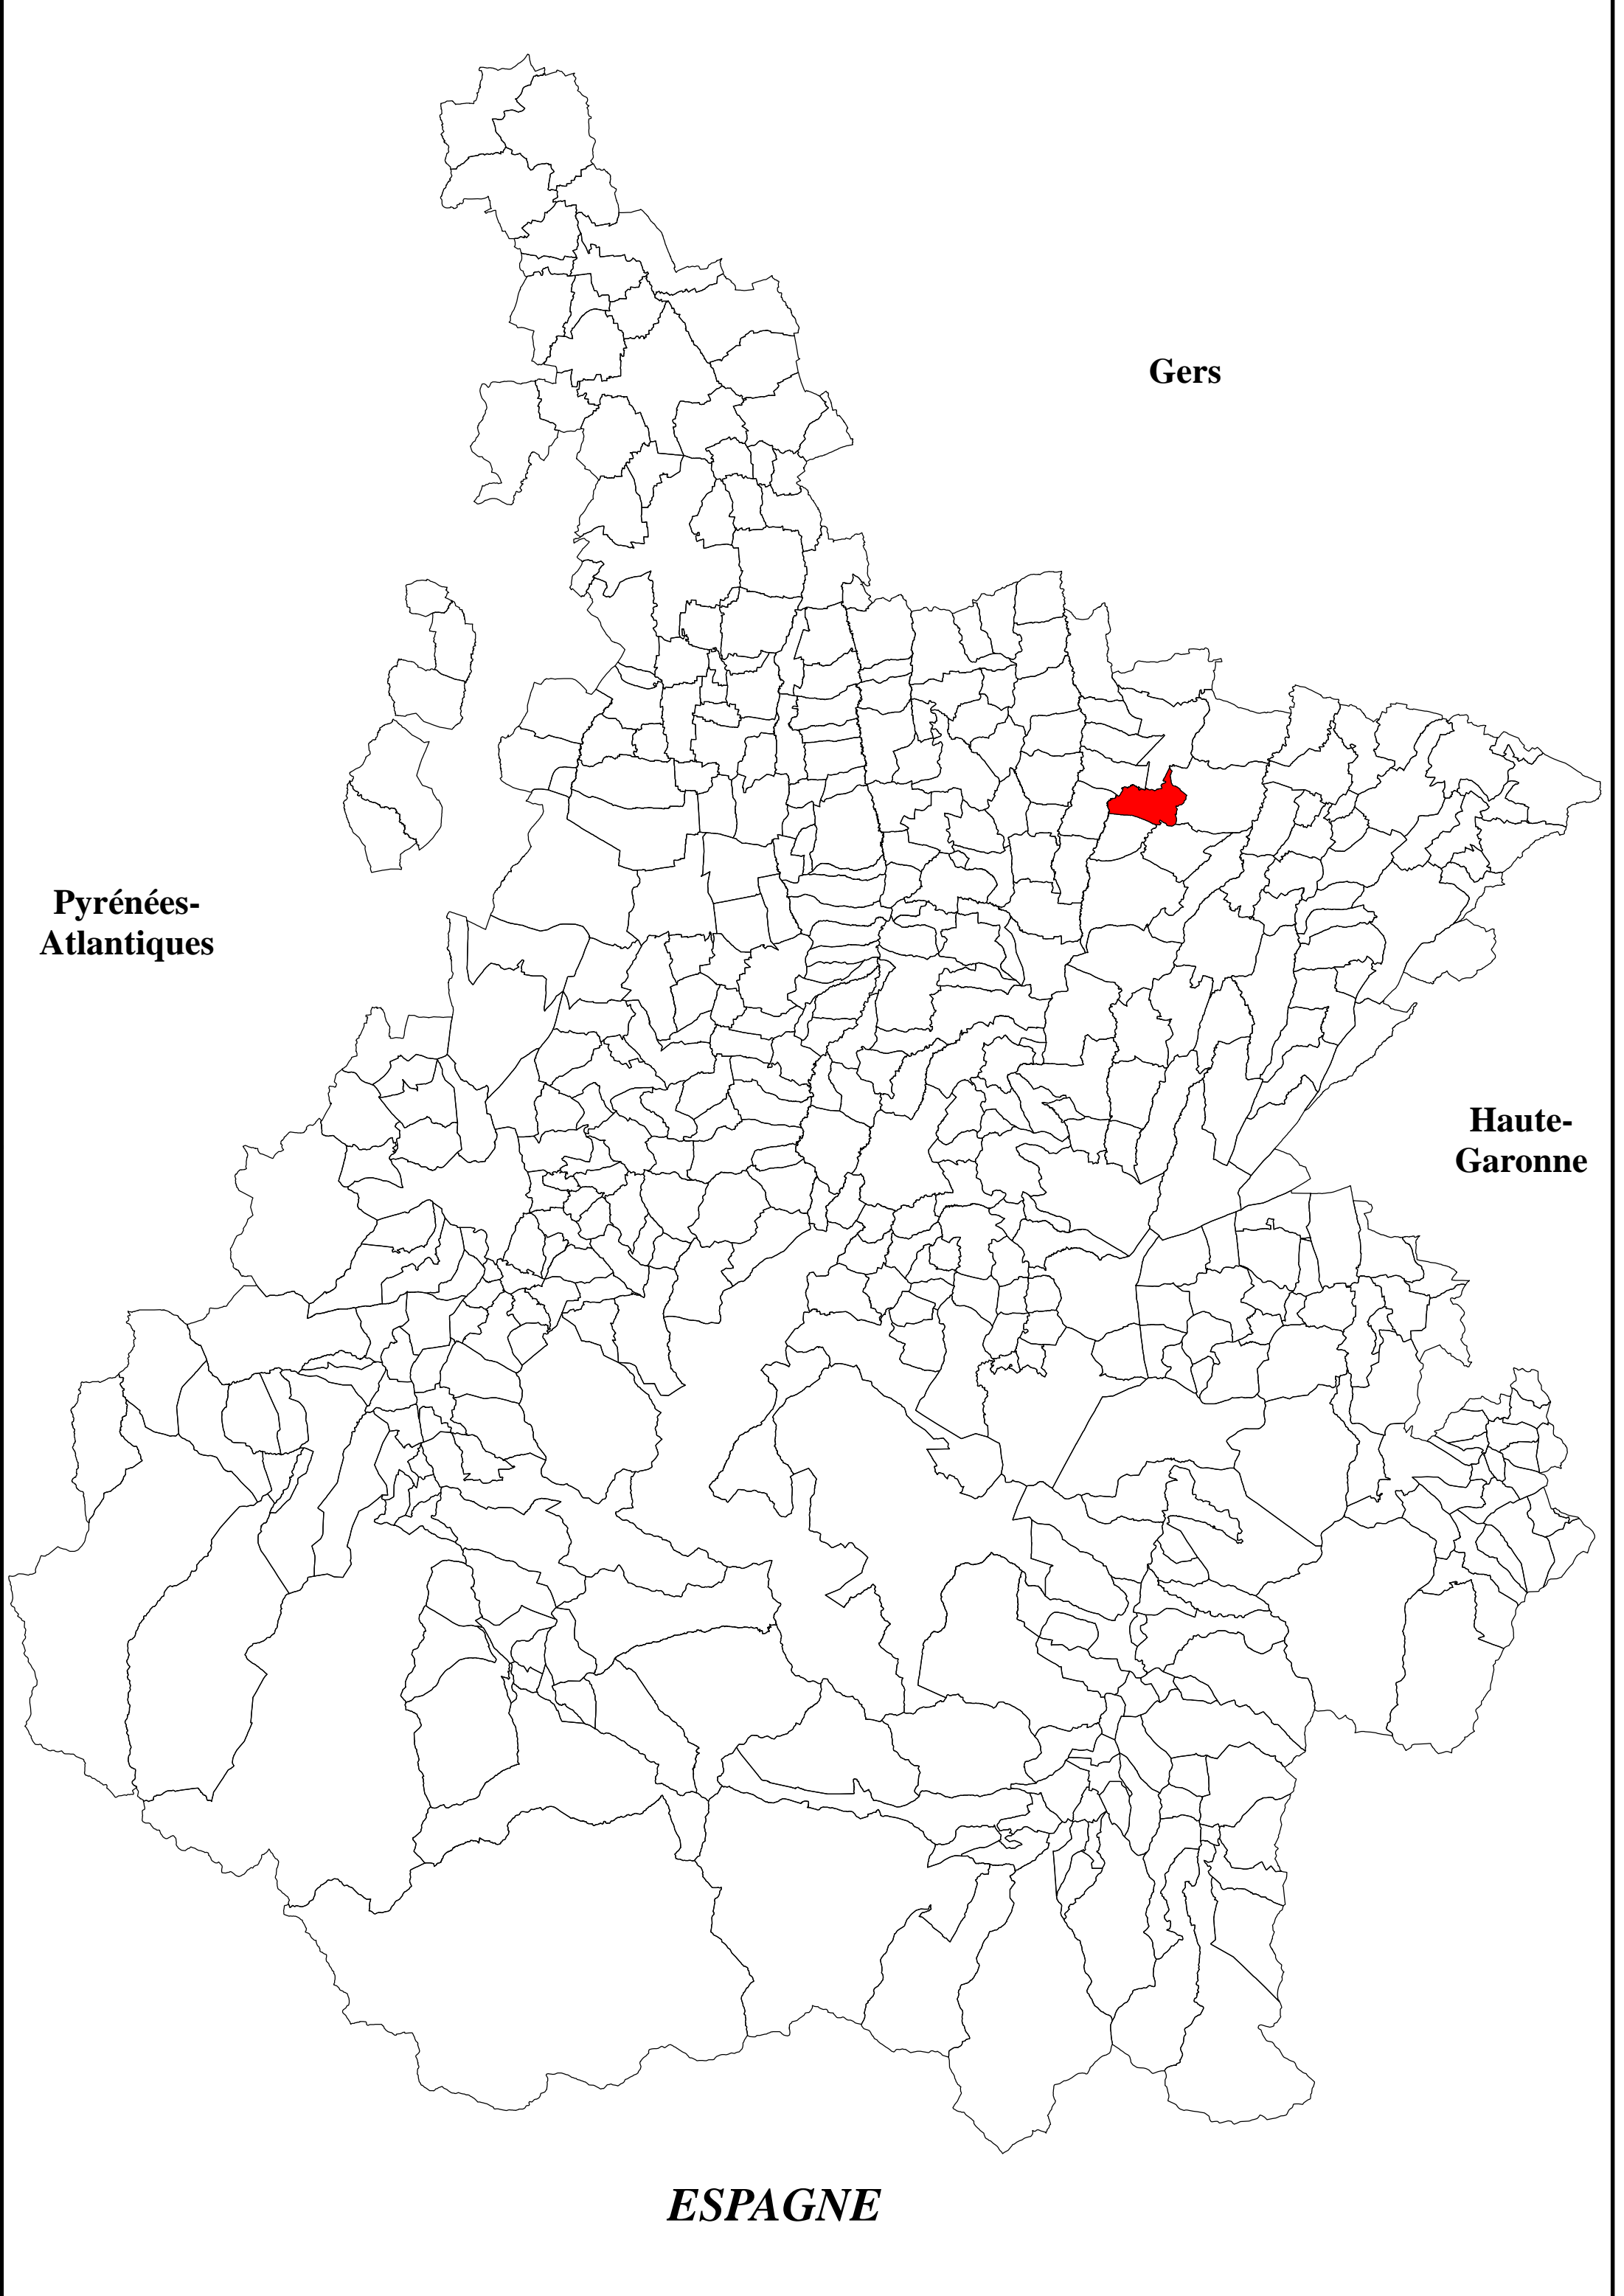 Gers
Pyrénées-
Atlantiques
Haute-
Garonne
ESPAGNE